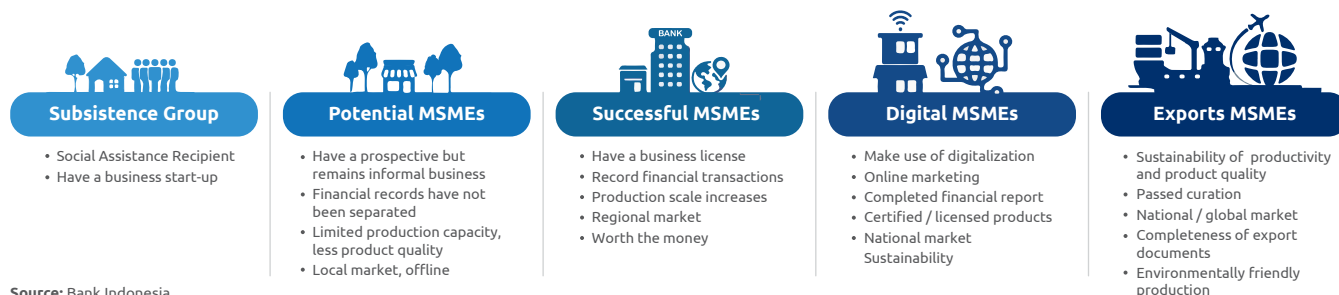 BANK
Subsistence Group
• Social Assistance Recipient
• Have a business start-up
Potential MSMEs
• Have a prospective but
remains informal business
• Financial records have not
been separated
• Limited production capacity,
less product quality
• Local market, offline
Successful MSMEs
• Have a business license
• Record financial transactions
• Production scale increases
• Regional market
• Worth the money
Digital MSMEs
• Make use of digitalization
• Online marketing
• Completed financial report
• Certified / licensed products
• National market
Sustainability
Exports MSMEs
• Sustainability of productivity
and product quality
• Passed curation
• National / global market
• Completeness of export
documents
• Environmentally friendly
production
Source: Bank Indonesia